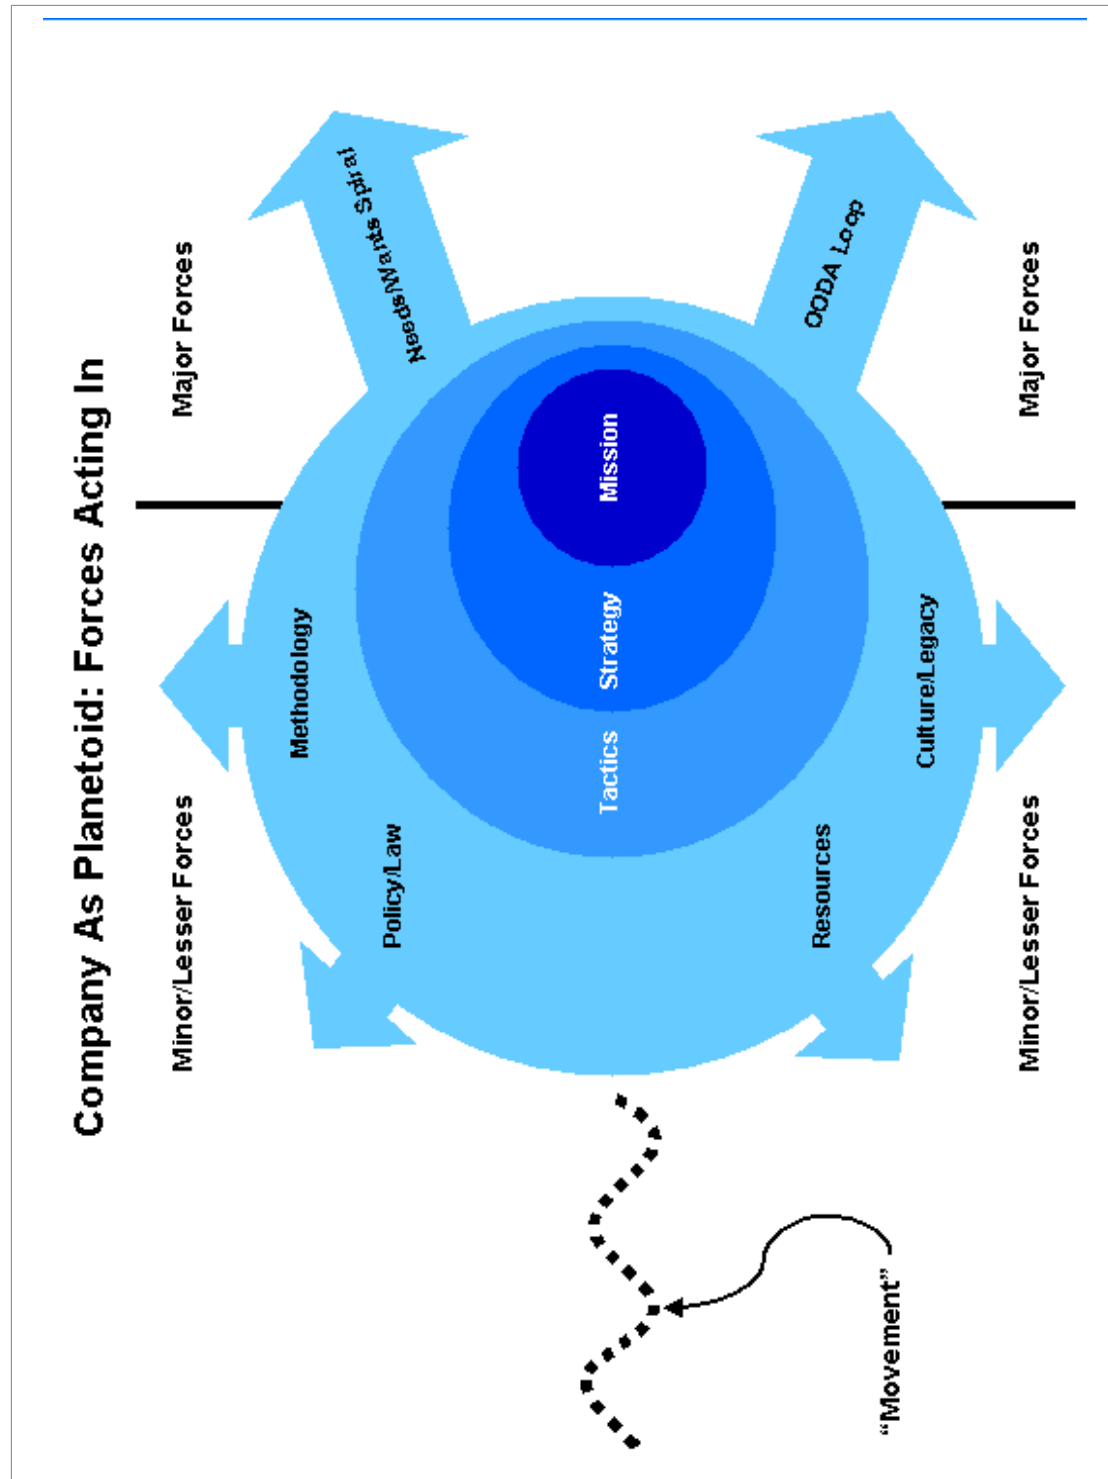 Company As Planetoid: Forces Acting In
Minor/Lesser Forces
Major Forces
Needs/Wants Spiral
Methodology
Policy/Law
Tactics
Strategy
Mission
OODA Loop
Resources
Culture/Legacy
“Movement”
Minor/Lesser Forces
Major Forces